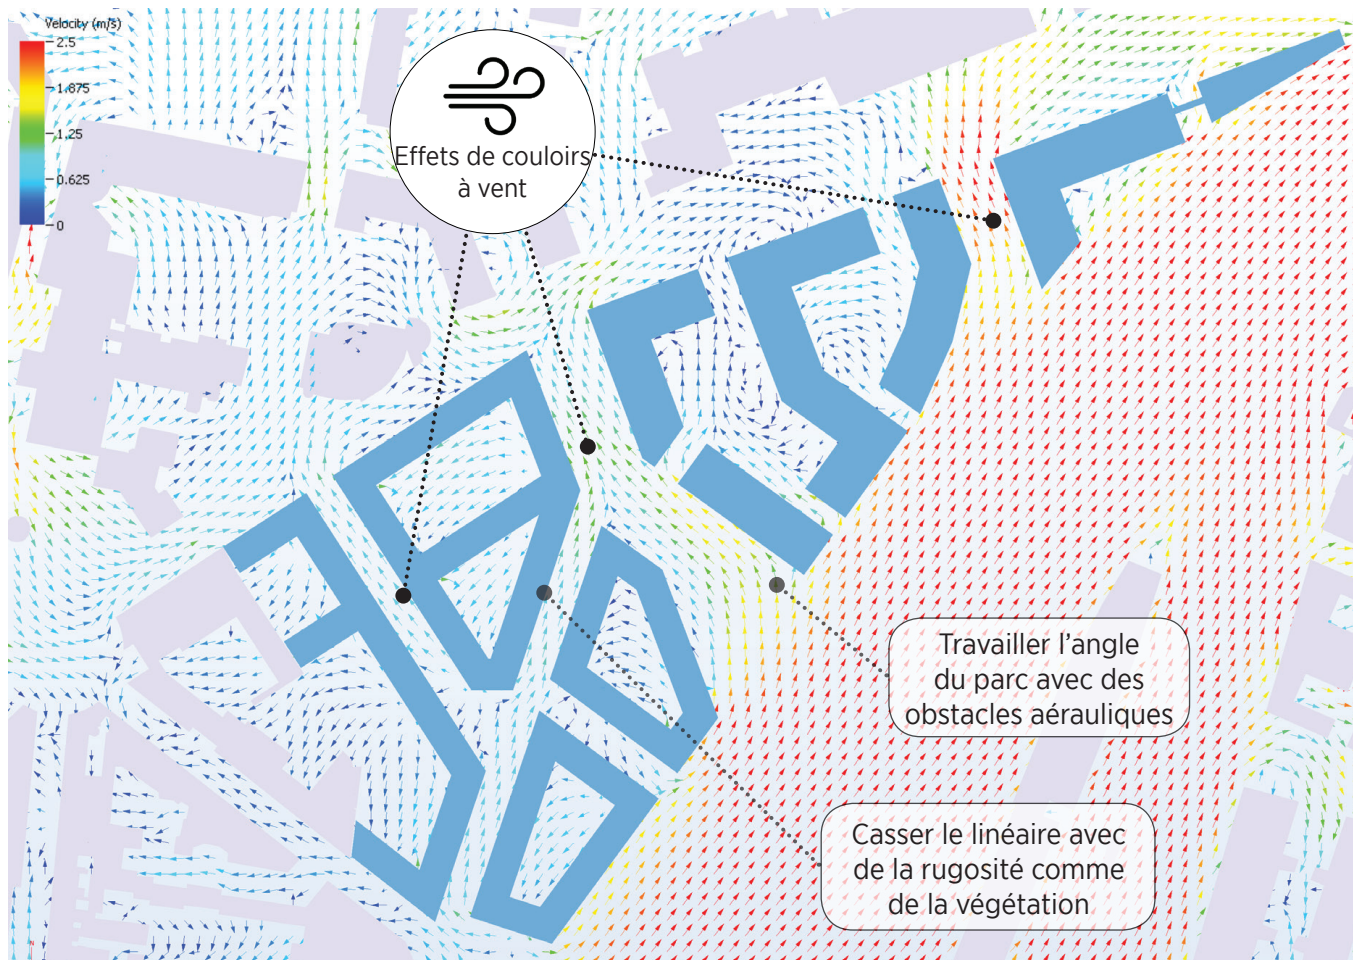 Velocity (m/s)
2.5
1.875
1.25
0.625
0
Effets de couloirs
à vent
Travailler l’angle
du parc avec des
obstacles aérauliques
Casser le linéaire avec
de la rugosité comme
de la végétation
N